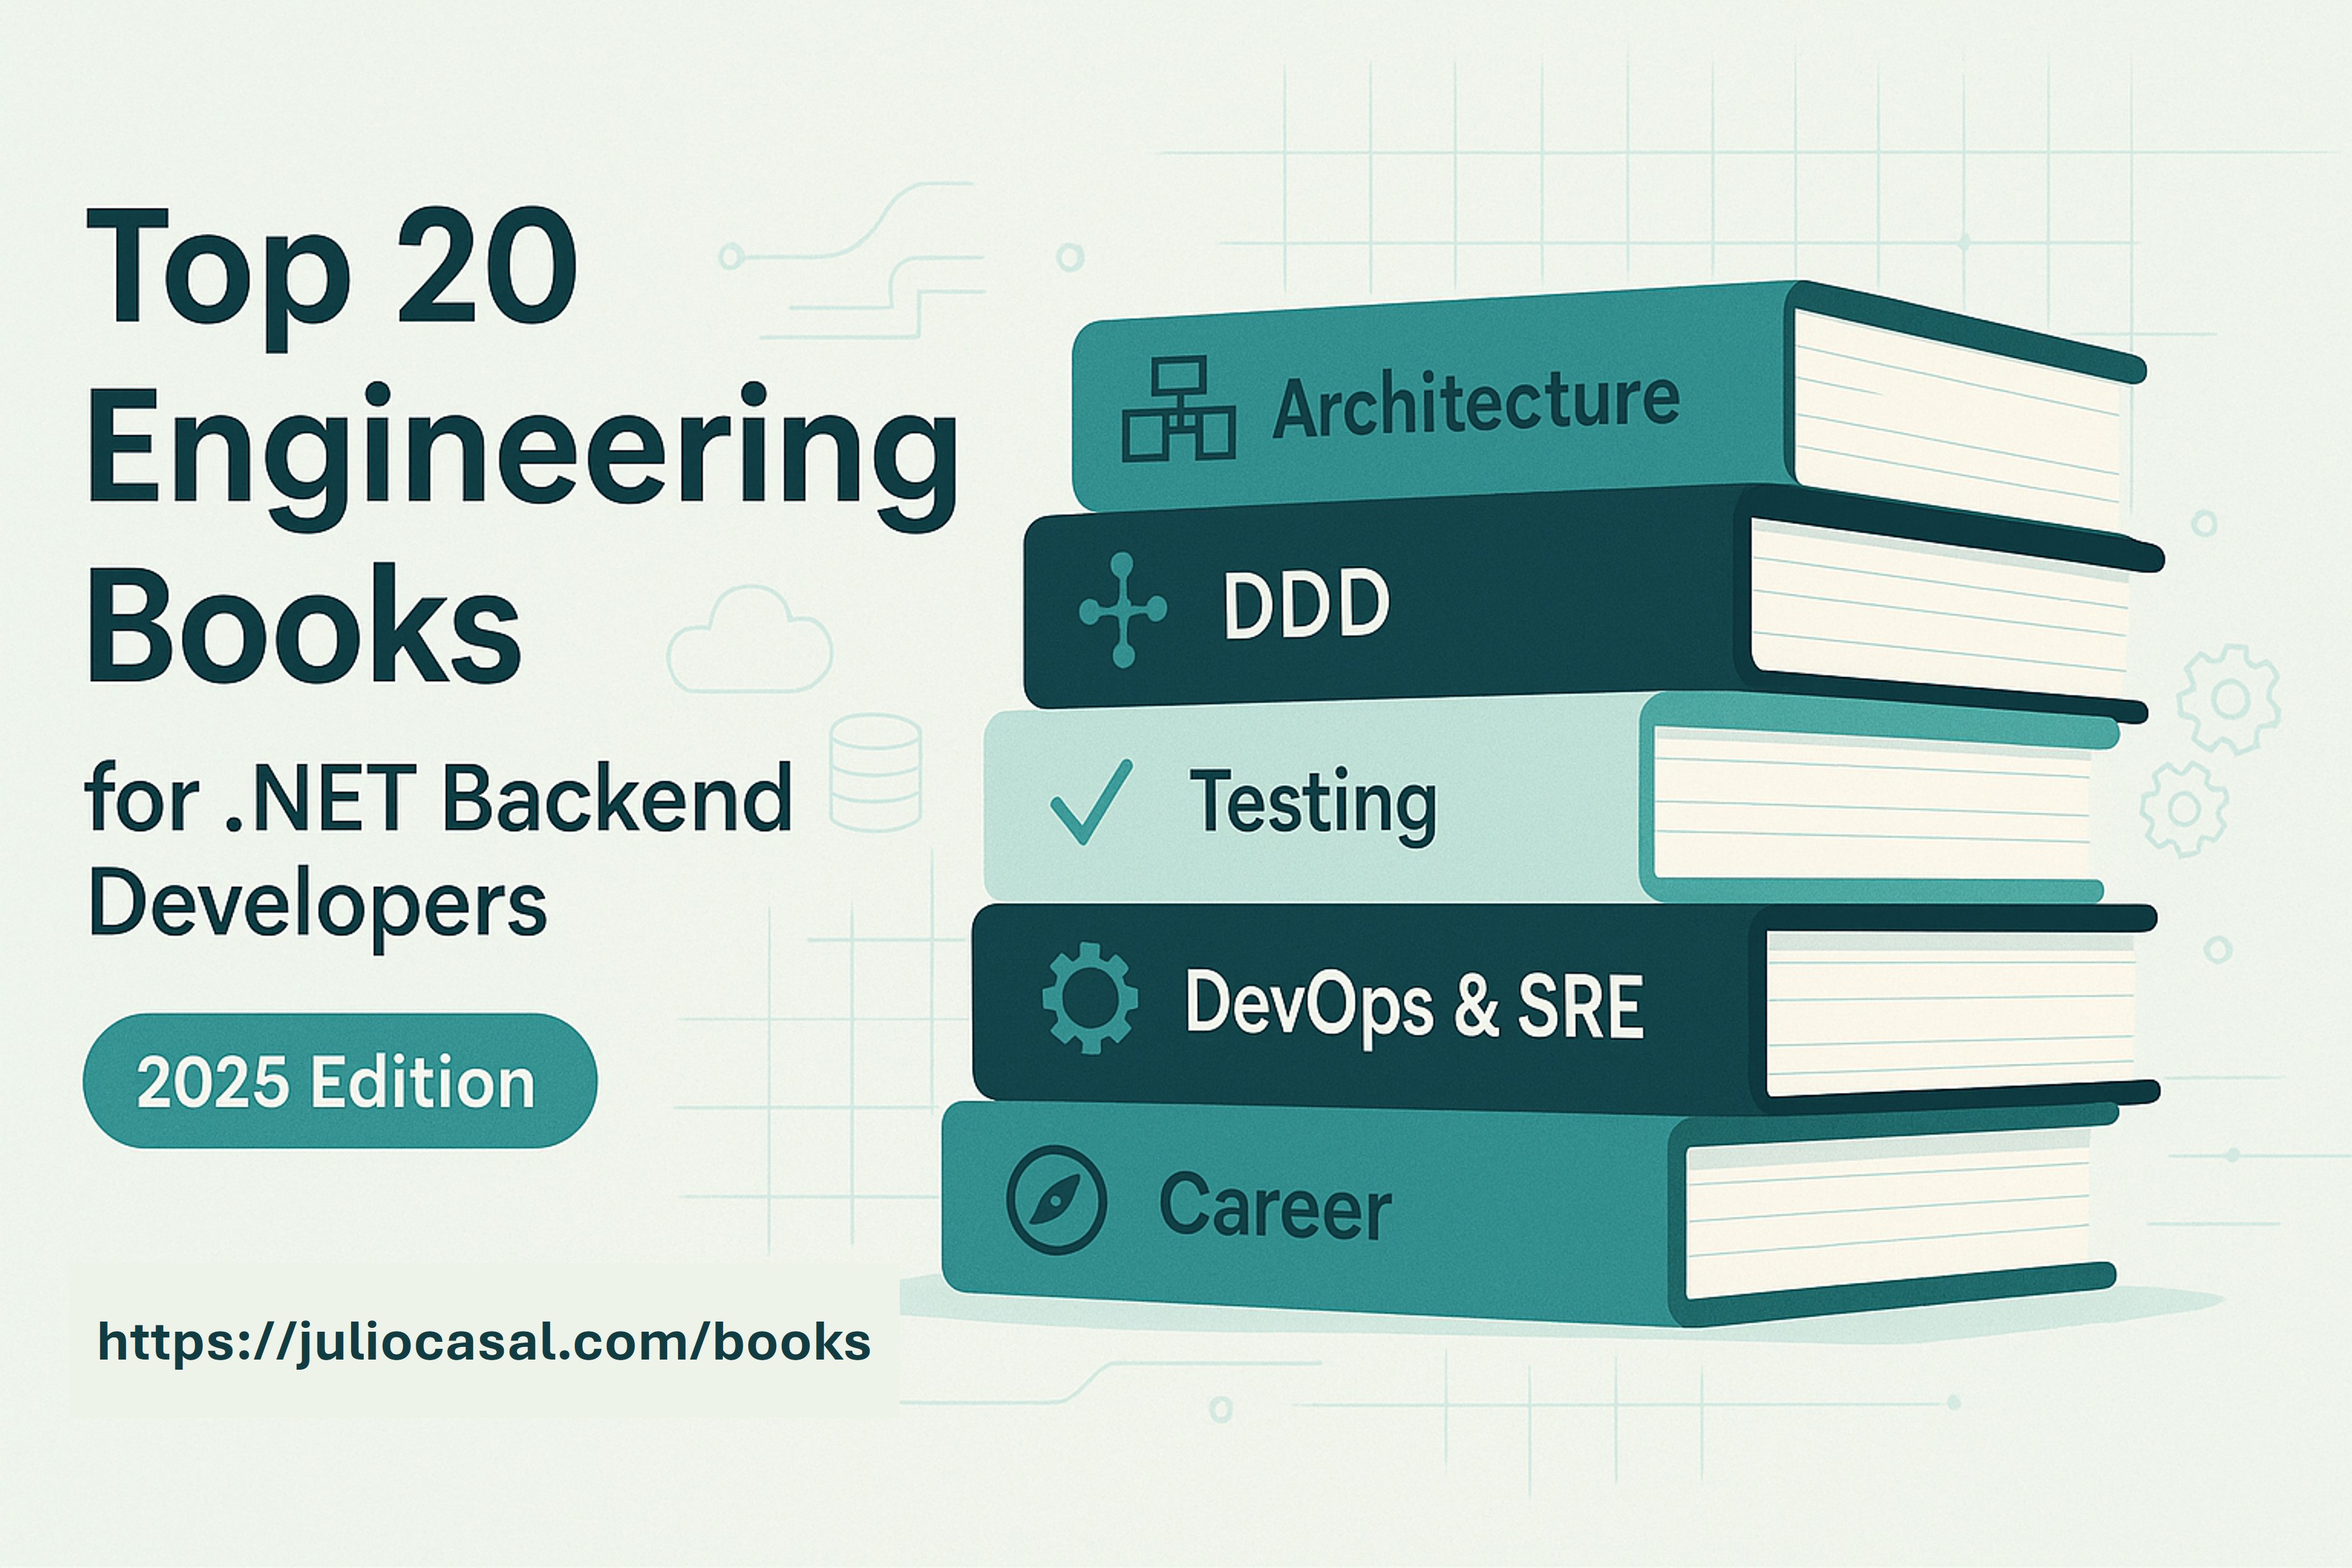 Top 20
Engineering
Books
for .NET Backend
Developers
2025 Edition
https://juliocasal.com/books
Architecture
DDD
Testing
DevOps & SRE
Career